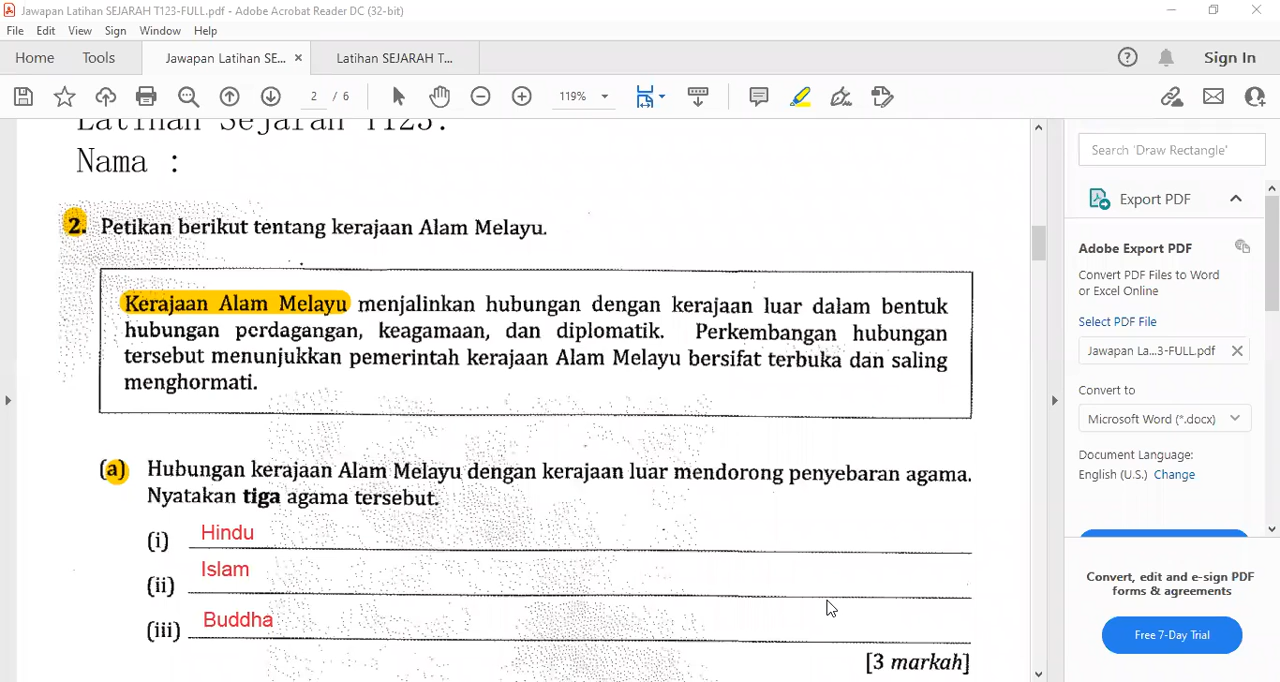 Jawapan Latihan SEJARAH T123-FULL.pdf - Adobe Acrobat Reader DC (32-bit)
File Edit View Sign Window Help
Home Tools Jawapan Latihan SE... × Latihan SEJARAH T... Sign In
2 / 6 119%
Latihan Sejarah T123:
Nama :
2. Petikan berikut tentang kerajaan Alam Melayu.
Kerajaan Alam Melayu menjalinkan hubungan dengan kerajaan luar dalam bentuk
hubungan perdagangan, keagamaan, dan diplomatik. Perkembangan hubungan
tersebut menunjukkan pemerintah kerajaan Alam Melayu bersifat terbuka dan saling
menghormati.
(a) Hubungan kerajaan Alam Melayu dengan kerajaan luar mendorong penyebaran agama.
Nyatakan tiga agama tersebut.
(i) Hindu
(ii) Islam
(iii) Buddha
[3 markah]
Search 'Draw Rectangle'
Export PDF
Adobe Export PDF
Convert PDF Files to Word
or Excel Online
Select PDF File
Jawapan La...3-FULL.pdf
Convert to
Microsoft Word (*.docx)
Document Language:
English (U.S.) Change
Convert, edit and e-sign PDF
forms & agreements
Free 7-Day Trial